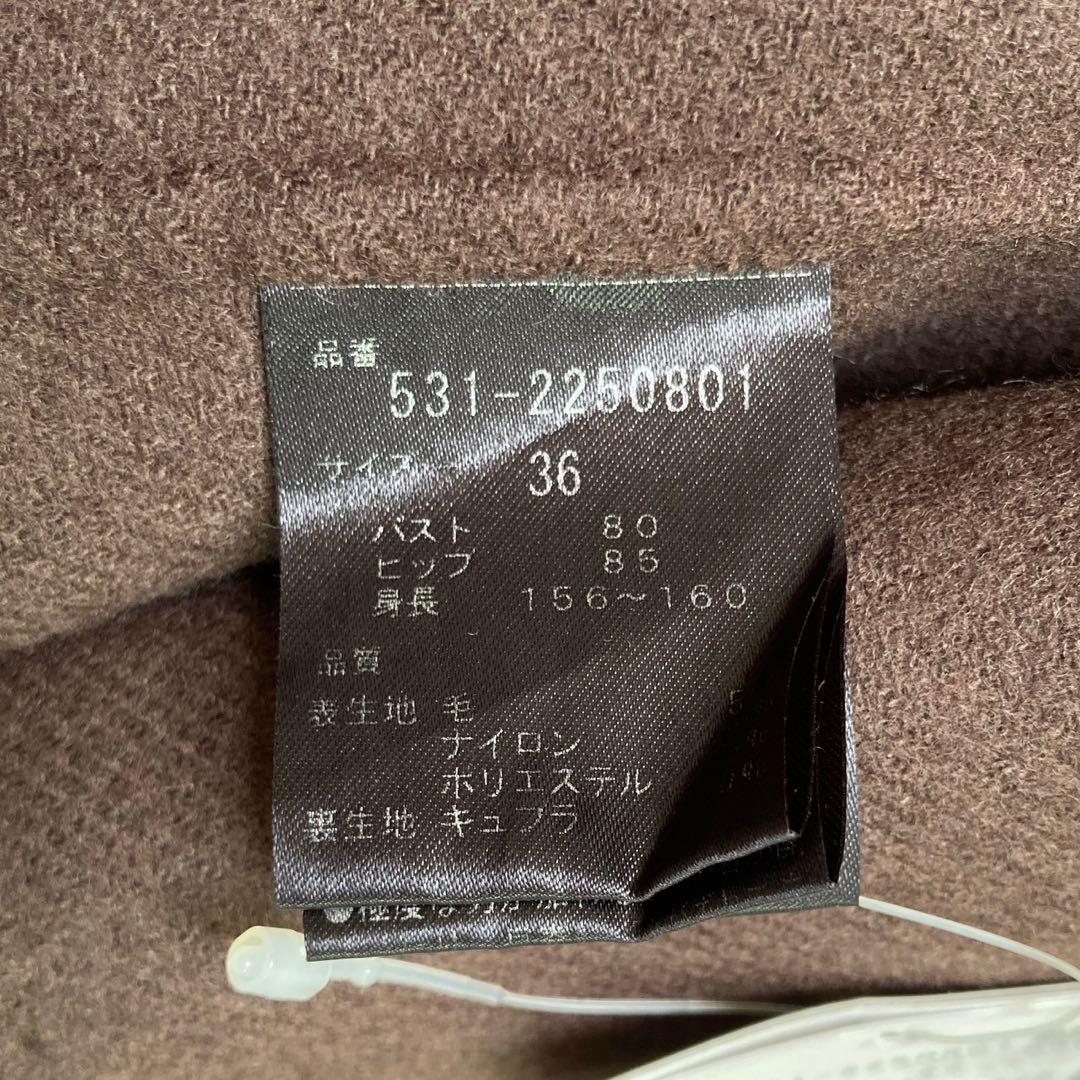 品番
531-2250801
サイズ 36
バスト 80
ヒップ 85
身長 156～160
品質
表生地 毛
ナイロン
ポリエステル
裏生地 キュプラ